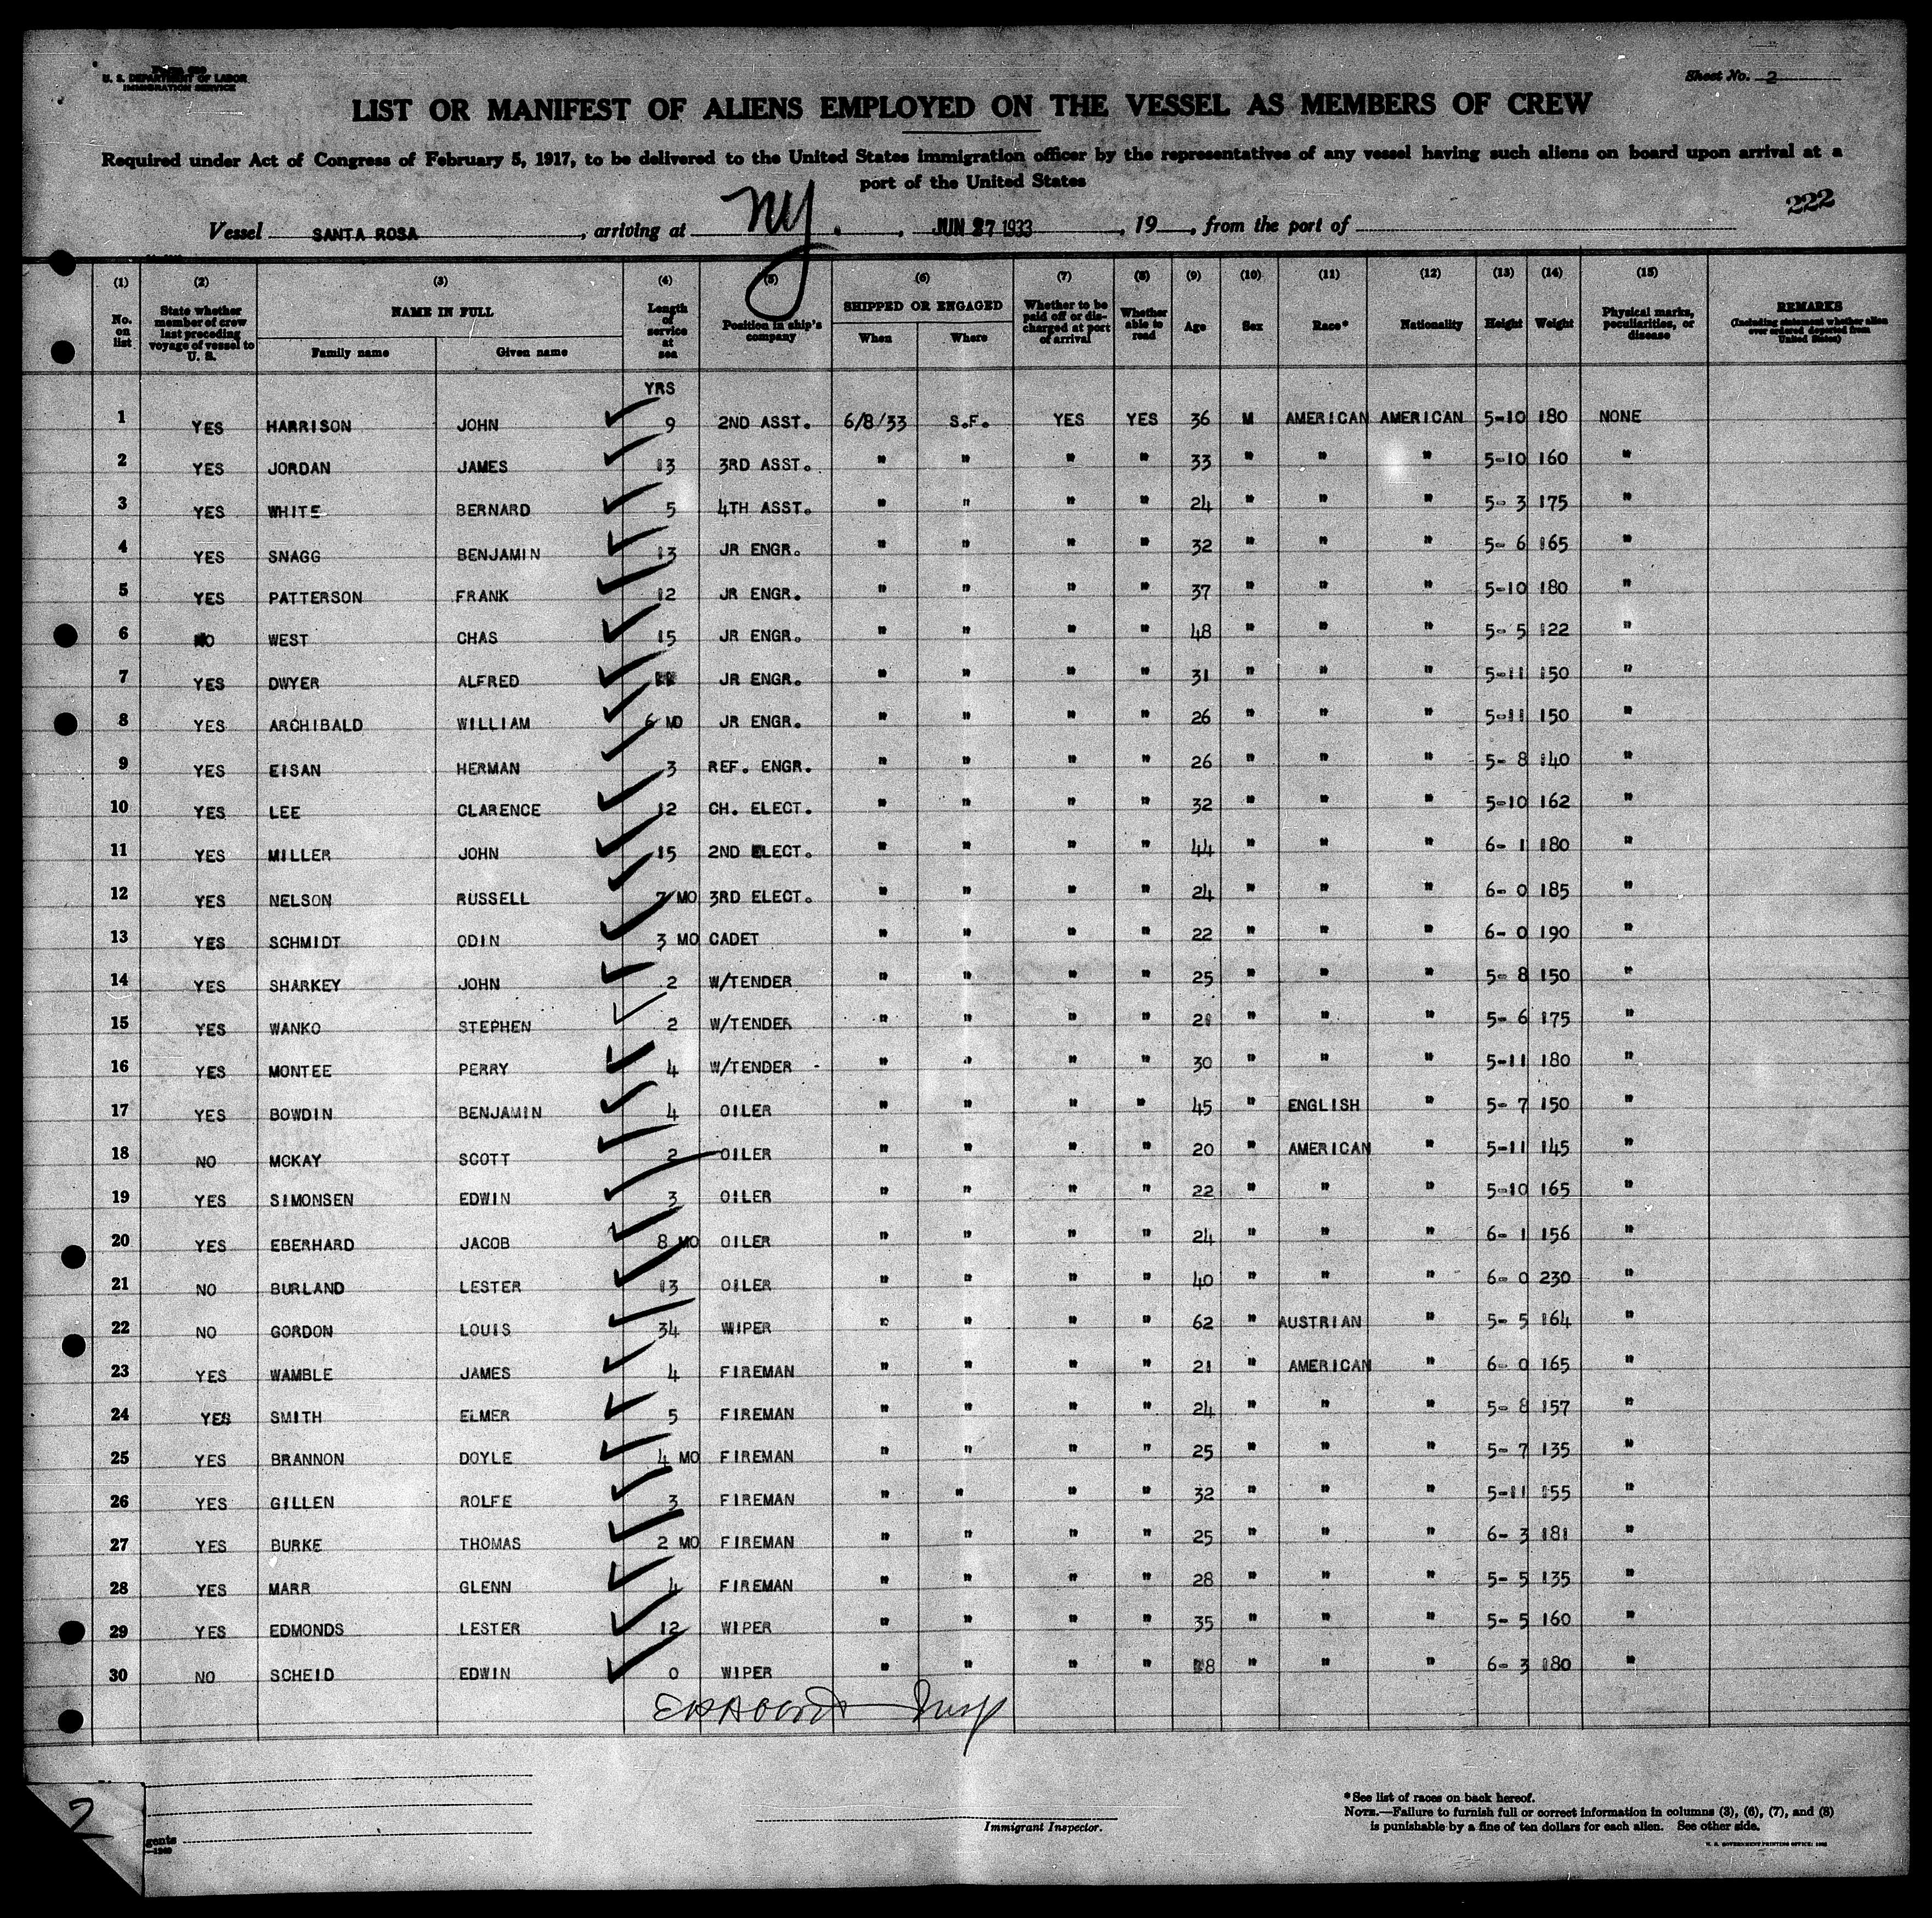 Form 689
U. S. DEPARTMENT OF LABOR
IMMIGRATION SERVICE
Sheet No. 2
LIST OR MANIFEST OF ALIENS EMPLOYED ON THE VESSEL AS MEMBERS OF CREW
Required under Act of Congress of February 5, 1917, to be delivered to the United States immigration officer by the representatives of any vessel having such aliens on board upon arrival at a
port of the United States
222
Vessel SANTA ROSA, arriving at NY., JUN 27 1933, 19 , from the port of
(1) (2) (3) (4) (5) (6) (7) (8) (9) (10) (11) (12) (13) (14) (15)
No. on list State whether member of crew last preceding voyage of vessel to U. S. NAME IN FULL Family name Given name Length of service at sea Position in ship's company SHIPPED OR ENGAGED When Where Whether to be paid off or discharged at port of arrival Whether able to read Age Sex Race* Nationality Height Weight Physical marks, peculiarities, or disease REMARKS (Including statement whether alien ever ordered deported from United States)
YRS
1 YES HARRISON JOHN 9 2ND ASST. 6/8/33 S.F. YES YES 36 M AMERICAN AMERICAN 5-10 180 NONE
2 YES JORDAN JAMES 13 3RD ASST. " " " " 33 " " " 5-10 160 "
3 YES WHITE BERNARD 5 4TH ASST. " " " " 24 " " " 5- 3 175 "
4 YES SNAGG BENJAMIN 13 JR ENGR. " " " " 32 " " " 5- 6 165 "
5 YES PATTERSON FRANK 12 JR ENGR. " " " " 37 " " " 5-10 180 "
6 NO WEST CHAS 15 JR ENGR. " " " " 48 " " " 5- 5 122 "
7 YES DWYER ALFRED JR ENGR. " " " " 31 " " " 5-11 150 "
8 YES ARCHIBALD WILLIAM 6 MO JR ENGR. " " " " 26 " " " 5-11 150 "
9 YES EISAN HERMAN 3 REF. ENGR. " " " " 26 " " " 5- 8 140 "
10 YES LEE CLARENCE 12 CH. ELECT. " " " " 32 " " " 5-10 162 "
11 YES MILLER JOHN 15 2ND ELECT. " " " " 44 " " " 6- 1 180 "
12 YES NELSON RUSSELL 7 MO 3RD ELECT. " " " " 24 " " " 6- 0 185 "
13 YES SCHMIDT ODIN 3 MO CADET " " " " 22 " " " 6- 0 190 "
14 YES SHARKEY JOHN 2 W/TENDER " " " " 25 " " " 5- 8 150 "
15 YES WANKO STEPHEN 2 W/TENDER " " " " 21 " " " 5- 6 175 "
16 YES MONTEE PERRY 4 W/TENDER - " " " " 30 " " " 5-11 180 "
17 YES BOWDIN BENJAMIN 4 OILER " " " " 45 " ENGLISH " 5- 7 150 "
18 NO MCKAY SCOTT 2 OILER " " " " 20 " AMERICAN " 5-11 145 "
19 YES SIMONSEN EDWIN 3 OILER " " " " 22 " " " 5-10 165 "
20 YES EBERHARD JACOB 8 MO OILER " " " " 24 " " " 6- 1 156 "
21 NO BURLAND LESTER 13 OILER " " " " 40 " " " 6- 0 230 "
22 NO GORDON LOUIS 34 WIPER " " " " 62 " AUSTRIAN " 5- 5 164 "
23 YES WAMBLE JAMES 4 FIREMAN " " " " 21 " AMERICAN " 6- 0 165 "
24 YES SMITH ELMER 5 FIREMAN " " " " 24 " " " 5- 8 157 "
25 YES BRANNON DOYLE 4 MO FIREMAN " " " " 25 " " " 5- 7 135 "
26 YES GILLEN ROLFE 3 FIREMAN " " " " 32 " " " 5-11 155 "
27 YES BURKE THOMAS 2 MO FIREMAN " " " " 25 " " " 6- 3 181 "
28 YES MARR GLENN 4 FIREMAN " " " " 28 " " " 5- 5 135 "
29 YES EDMONDS LESTER 12 WIPER " " " " 35 " " " 5- 5 160 "
30 NO SCHEID EDWIN 0 WIPER " " " " 18 " " " 6- 3 180 "
Insp
2
gents
Immigrant Inspector.
*See list of races on back hereof.
NOTE.—Failure to furnish full or correct information in columns (3), (6), (7), and (8)
is punishable by a fine of ten dollars for each alien. See other side.
U. S. GOVERNMENT PRINTING OFFICE: